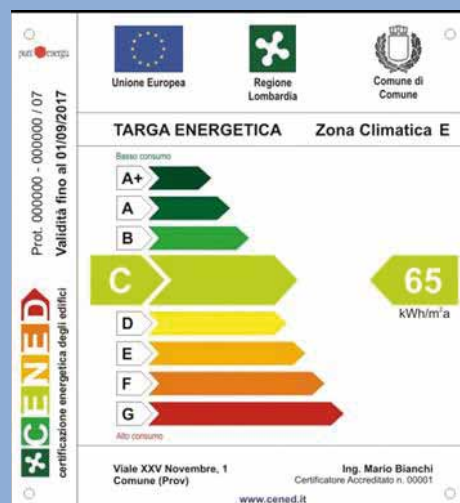 punti energia
Unione Europea
Regione
Lombardia
Comune di
Comune
TARGA ENERGETICA Zona Climatica E
Basso consumo
A+
A
B
C
65
kWh/m²a
D
E
F
G
Alto consumo
Viale XXV Novembre, 1
Comune (Prov)
Ing. Mario Bianchi
Certificatore Accreditato n. 00001
www.cened.it
Prot. 000000 - 000000 / 07
Validità fino al 01/09/2017
CENED
certificazione energetica degli edifici